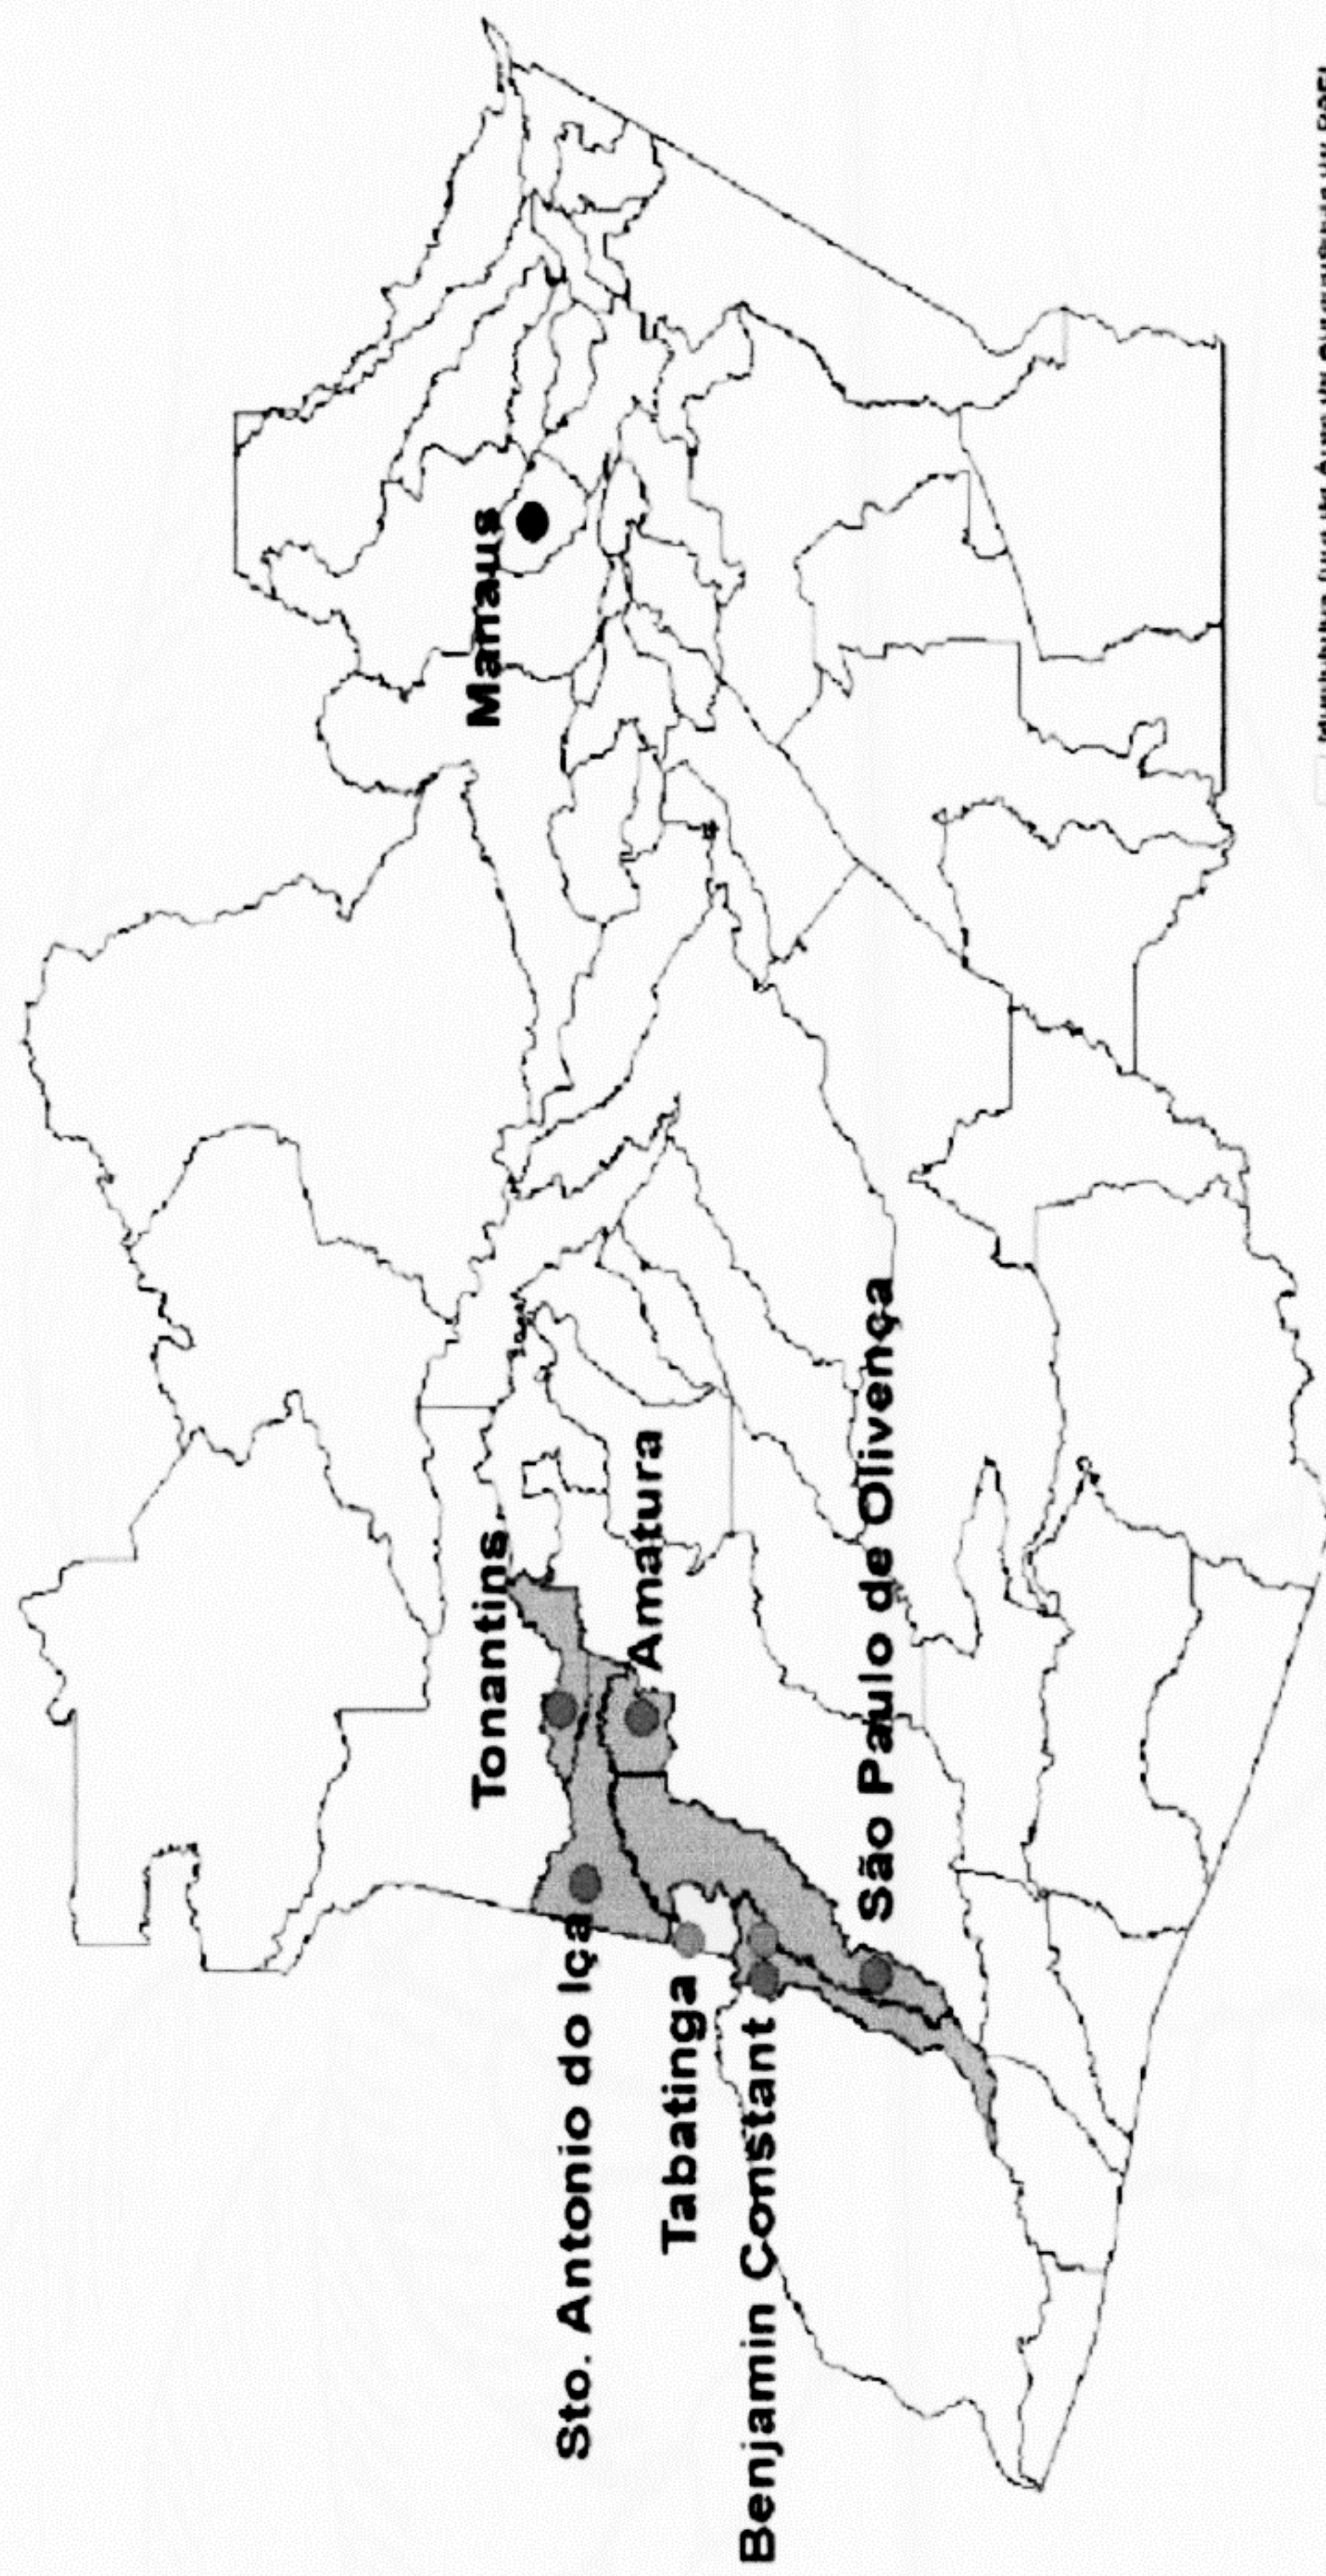 Manaus
Tonantins
Amatura
Sto. Antonio do Iça
Tabatinga
Benjamin Constant
São Paulo de Olivença